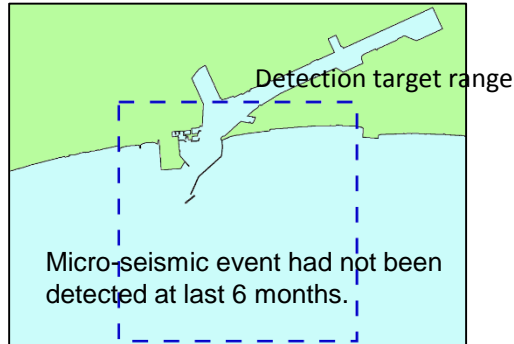 Detection target range
Micro-seismic event had not been
detected at last 6 months.